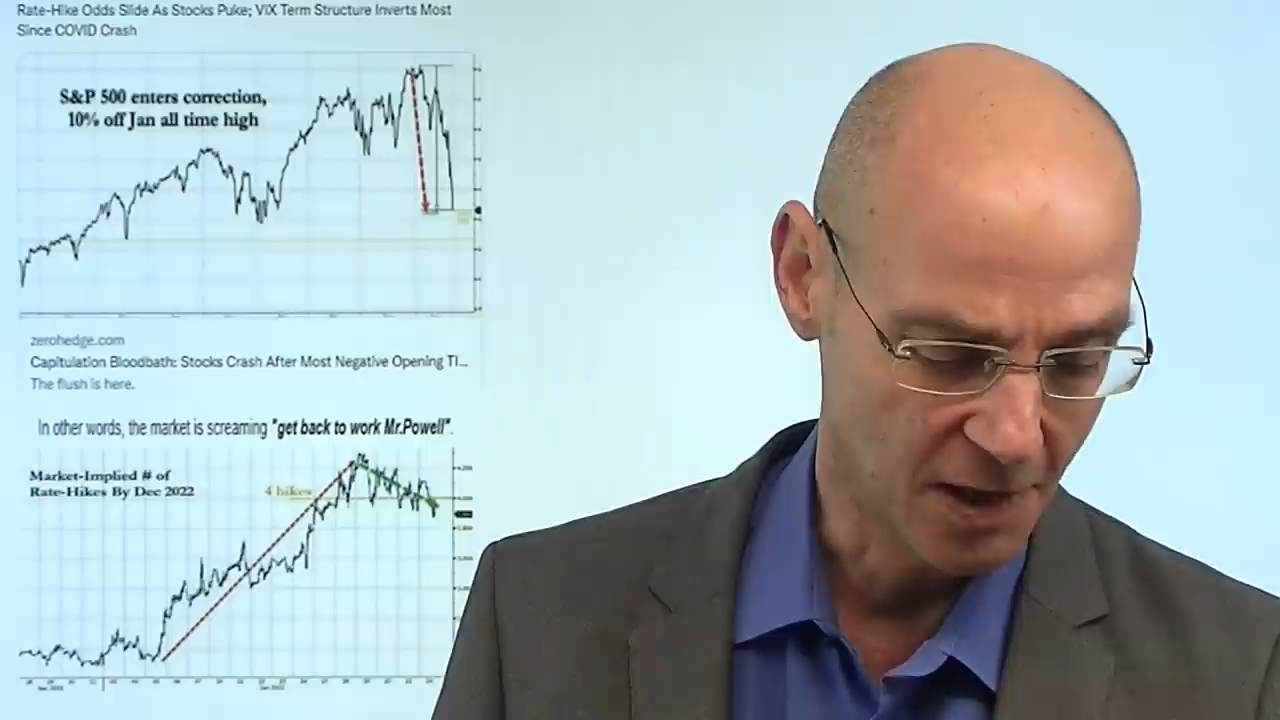 Rate-Hike Odds Slide As Stocks Puke; VIX Term Structure Inverts Most
Since COVID Crash
S&P 500 enters correction,
10% off Jan all time high
zerohedge.com
Capitulation Bloodbath: Stocks Crash After Most Negative Opening TI...
The flush is here.
In other words, the market is screaming "get back to work Mr.Powell".
Market-Implied # of
Rate-Hikes By Dec 2022
4 hikes